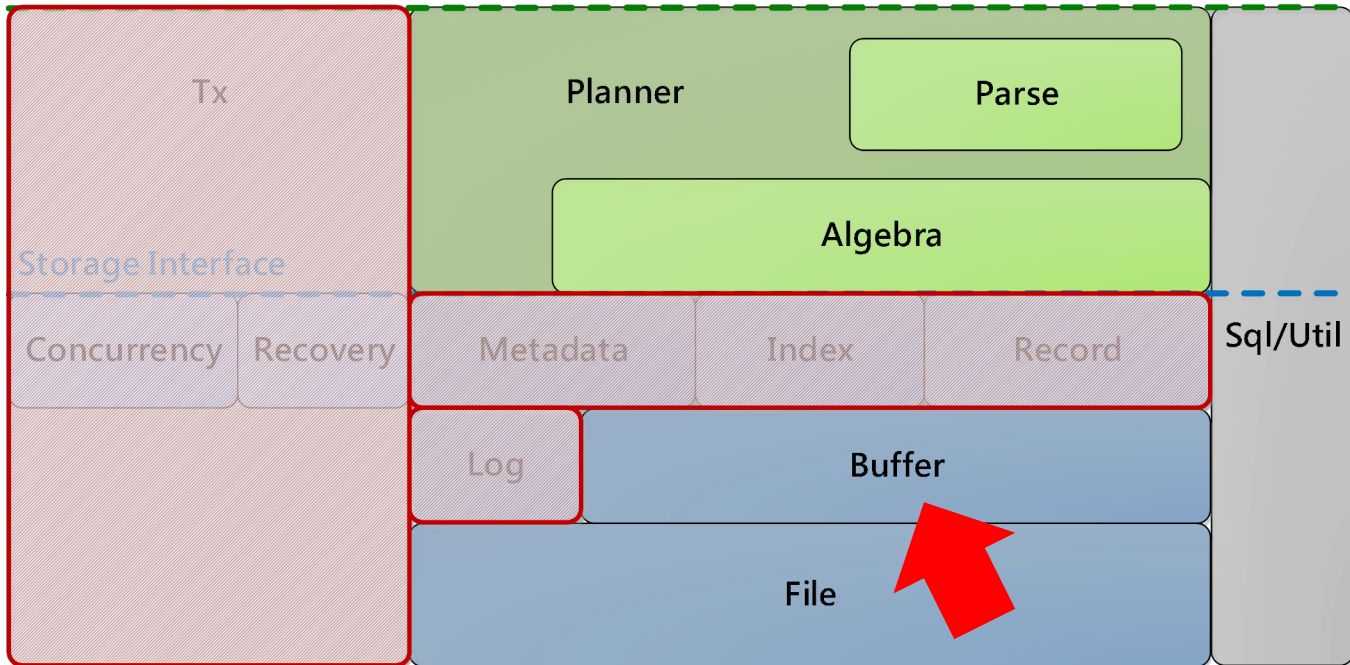 Tx
Planner
Parse
Algebra
Storage Interface
Concurrency
Recovery
Metadata
Index
Record
Sql/Util
Log
Buffer
File